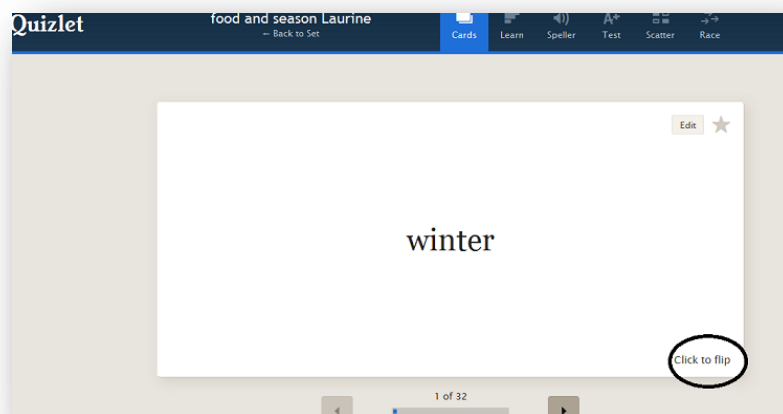 Quizlet
food and season Laurine
← Back to Set
Cards
Learn
Speller
A+
Test
Scatter
Race
Edit
winter
Click to flip
1 of 32